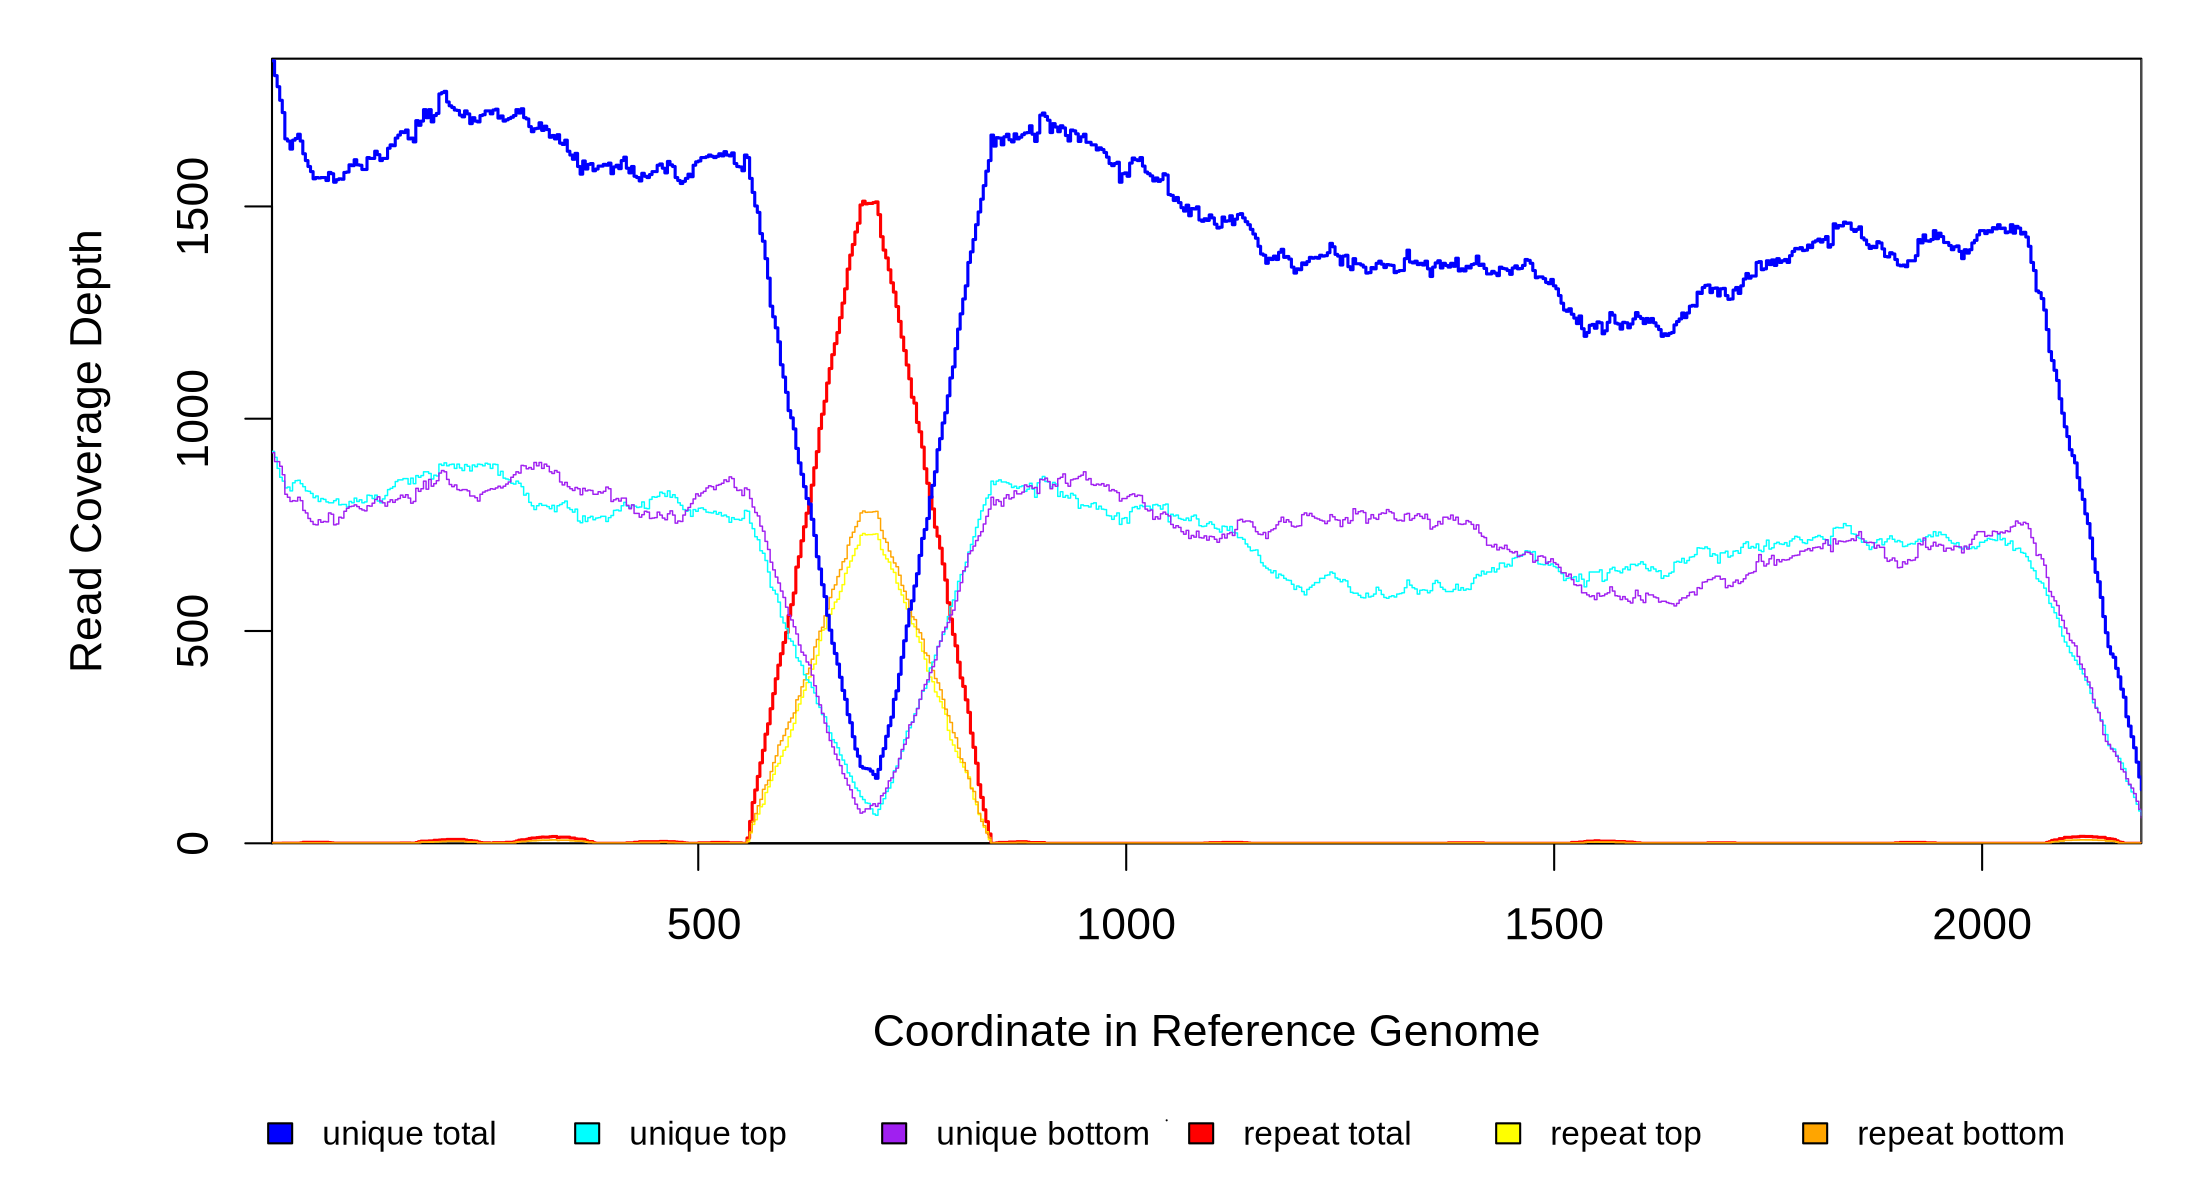 Read Coverage Depth
1500
1000
500
0
500 1000 1500 2000
Coordinate in Reference Genome
unique total unique top unique bottom repeat total repeat top repeat bottom